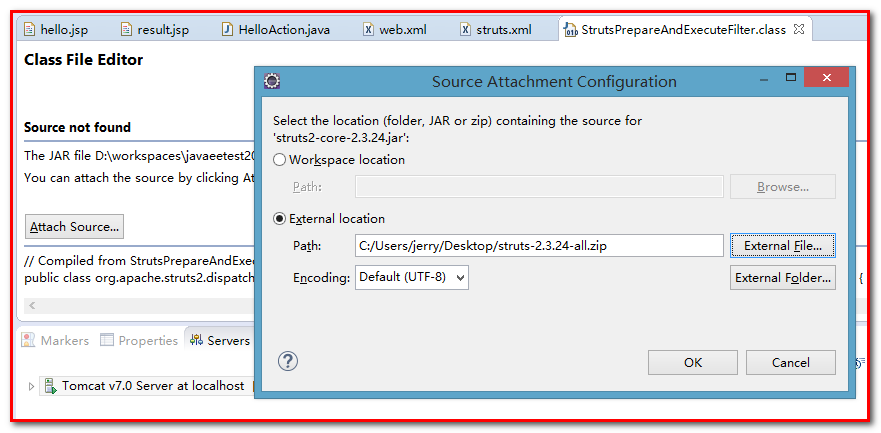 hello.jsp result.jsp HelloAction.java web.xml struts.xml StrutsPrepareAndExecuteFilter.class
Class File Editor
Source Attachment Configuration
Select the location (folder, JAR or zip) containing the source for
'struts2-core-2.3.24.jar':
Source not found
The JAR file D:\workspaces\javaeetest20
You can attach the source by clicking At
Workspace location
Path: Browse...
External location
Attach Source...
Path: C:/Users/jerry/Desktop/struts-2.3.24-all.zip External File...
// Compiled from StrutsPrepareAndExec
public class org.apache.struts2.dispatch {
Encoding: Default (UTF-8) External Folder...
Markers Properties Servers
OK Cancel
Tomcat v7.0 Server at localhost